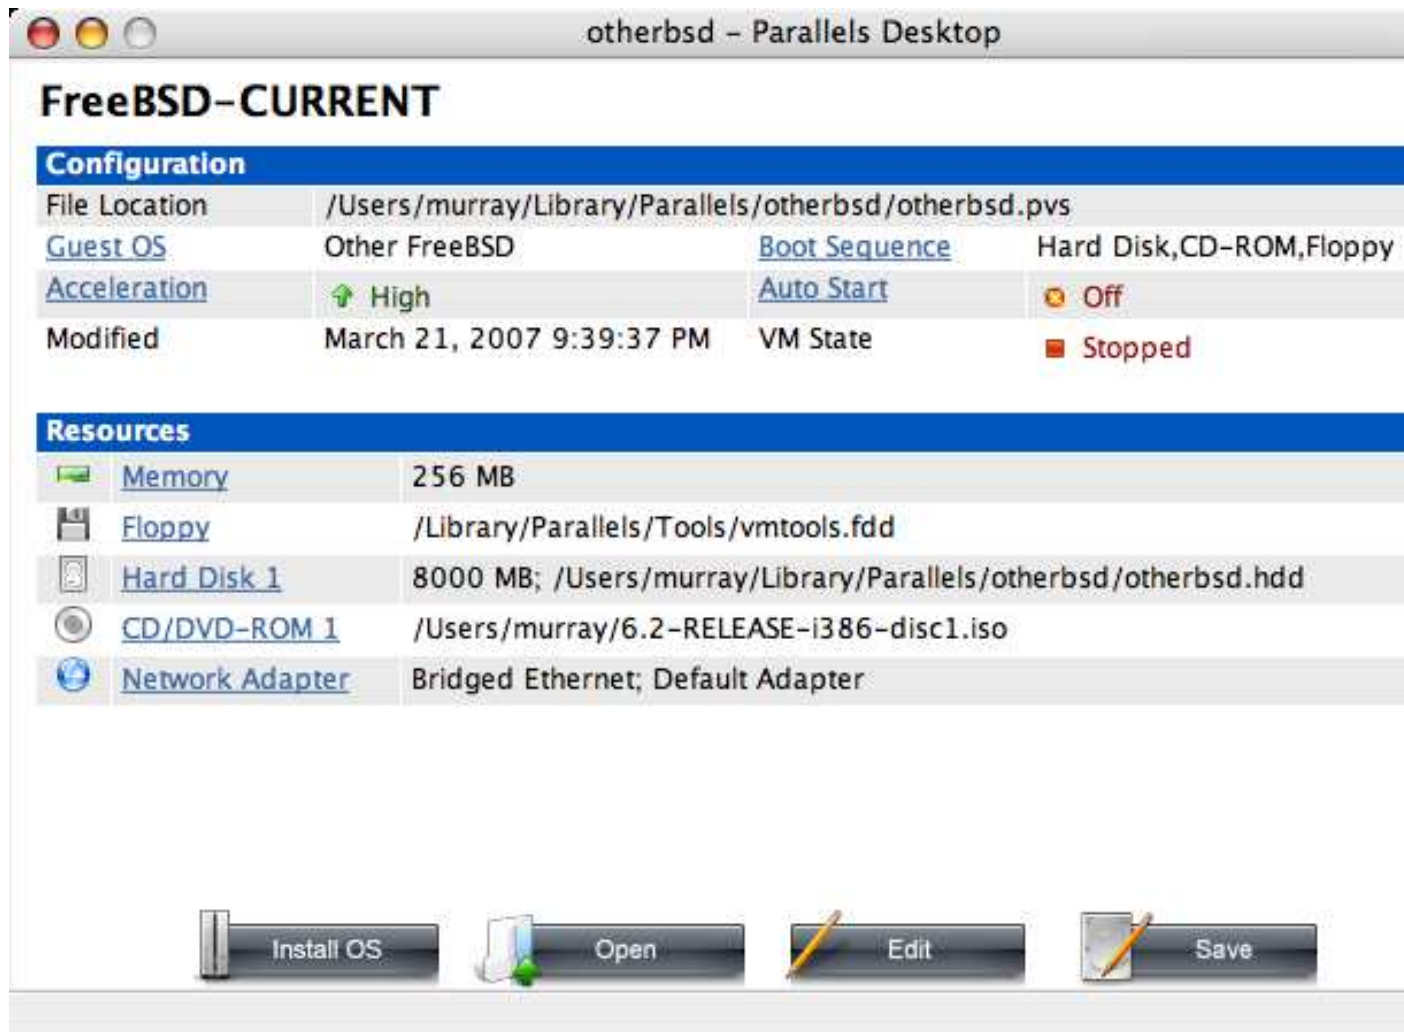 otherbsd – Parallels Desktop
FreeBSD-CURRENT
Configuration
File Location /Users/murray/Library/Parallels/otherbsd/otherbsd.pvs
Guest OS Other FreeBSD Boot Sequence Hard Disk,CD-ROM,Floppy
Acceleration High Auto Start Off
Modified March 21, 2007 9:39:37 PM VM State Stopped
Resources
Memory 256 MB
Floppy /Library/Parallels/Tools/vmtools.fdd
Hard Disk 1 8000 MB; /Users/murray/Library/Parallels/otherbsd/otherbsd.hdd
CD/DVD-ROM 1 /Users/murray/6.2-RELEASE-i386-disc1.iso
Network Adapter Bridged Ethernet; Default Adapter
Install OS Open Edit Save